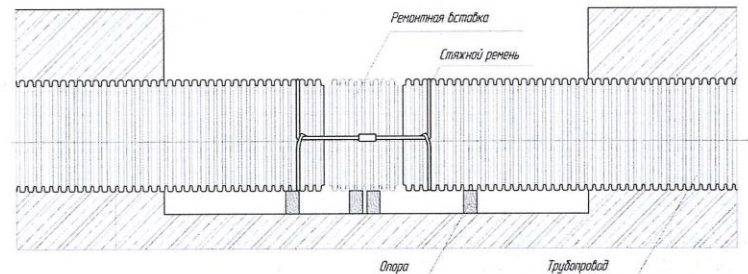 Ремонтная вставка
Стяжной ремень
Опора
Трубопровод